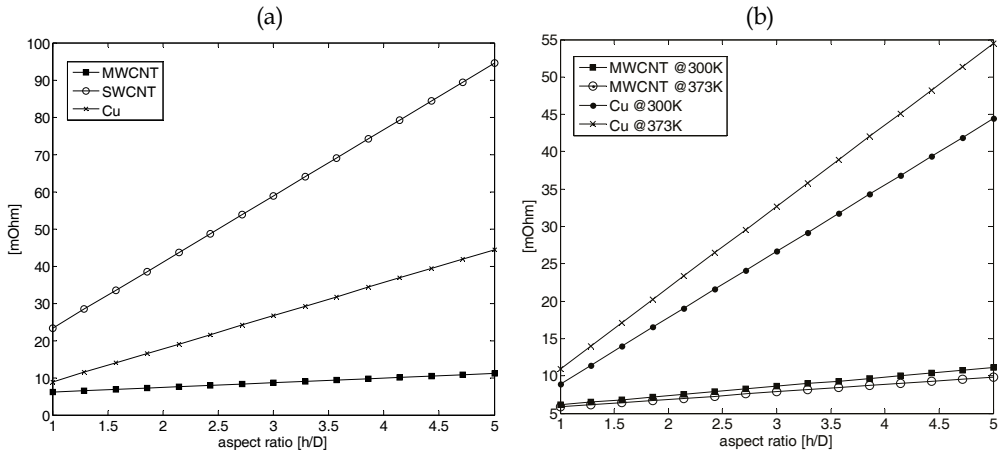 (a)
100
90
80
70
60
50
40
30
20
10
0
[mOhm]
MWCNT
SWCNT
Cu
1 1.5 2 2.5 3 3.5 4 4.5 5
aspect ratio [h/D]
(b)
55
50
45
40
35
30
25
20
15
10
5
[mOhm]
MWCNT @300K
MWCNT @373K
Cu @300K
Cu @373K
1 1.5 2 2.5 3 3.5 4 4.5 5
aspect ratio [h/D]